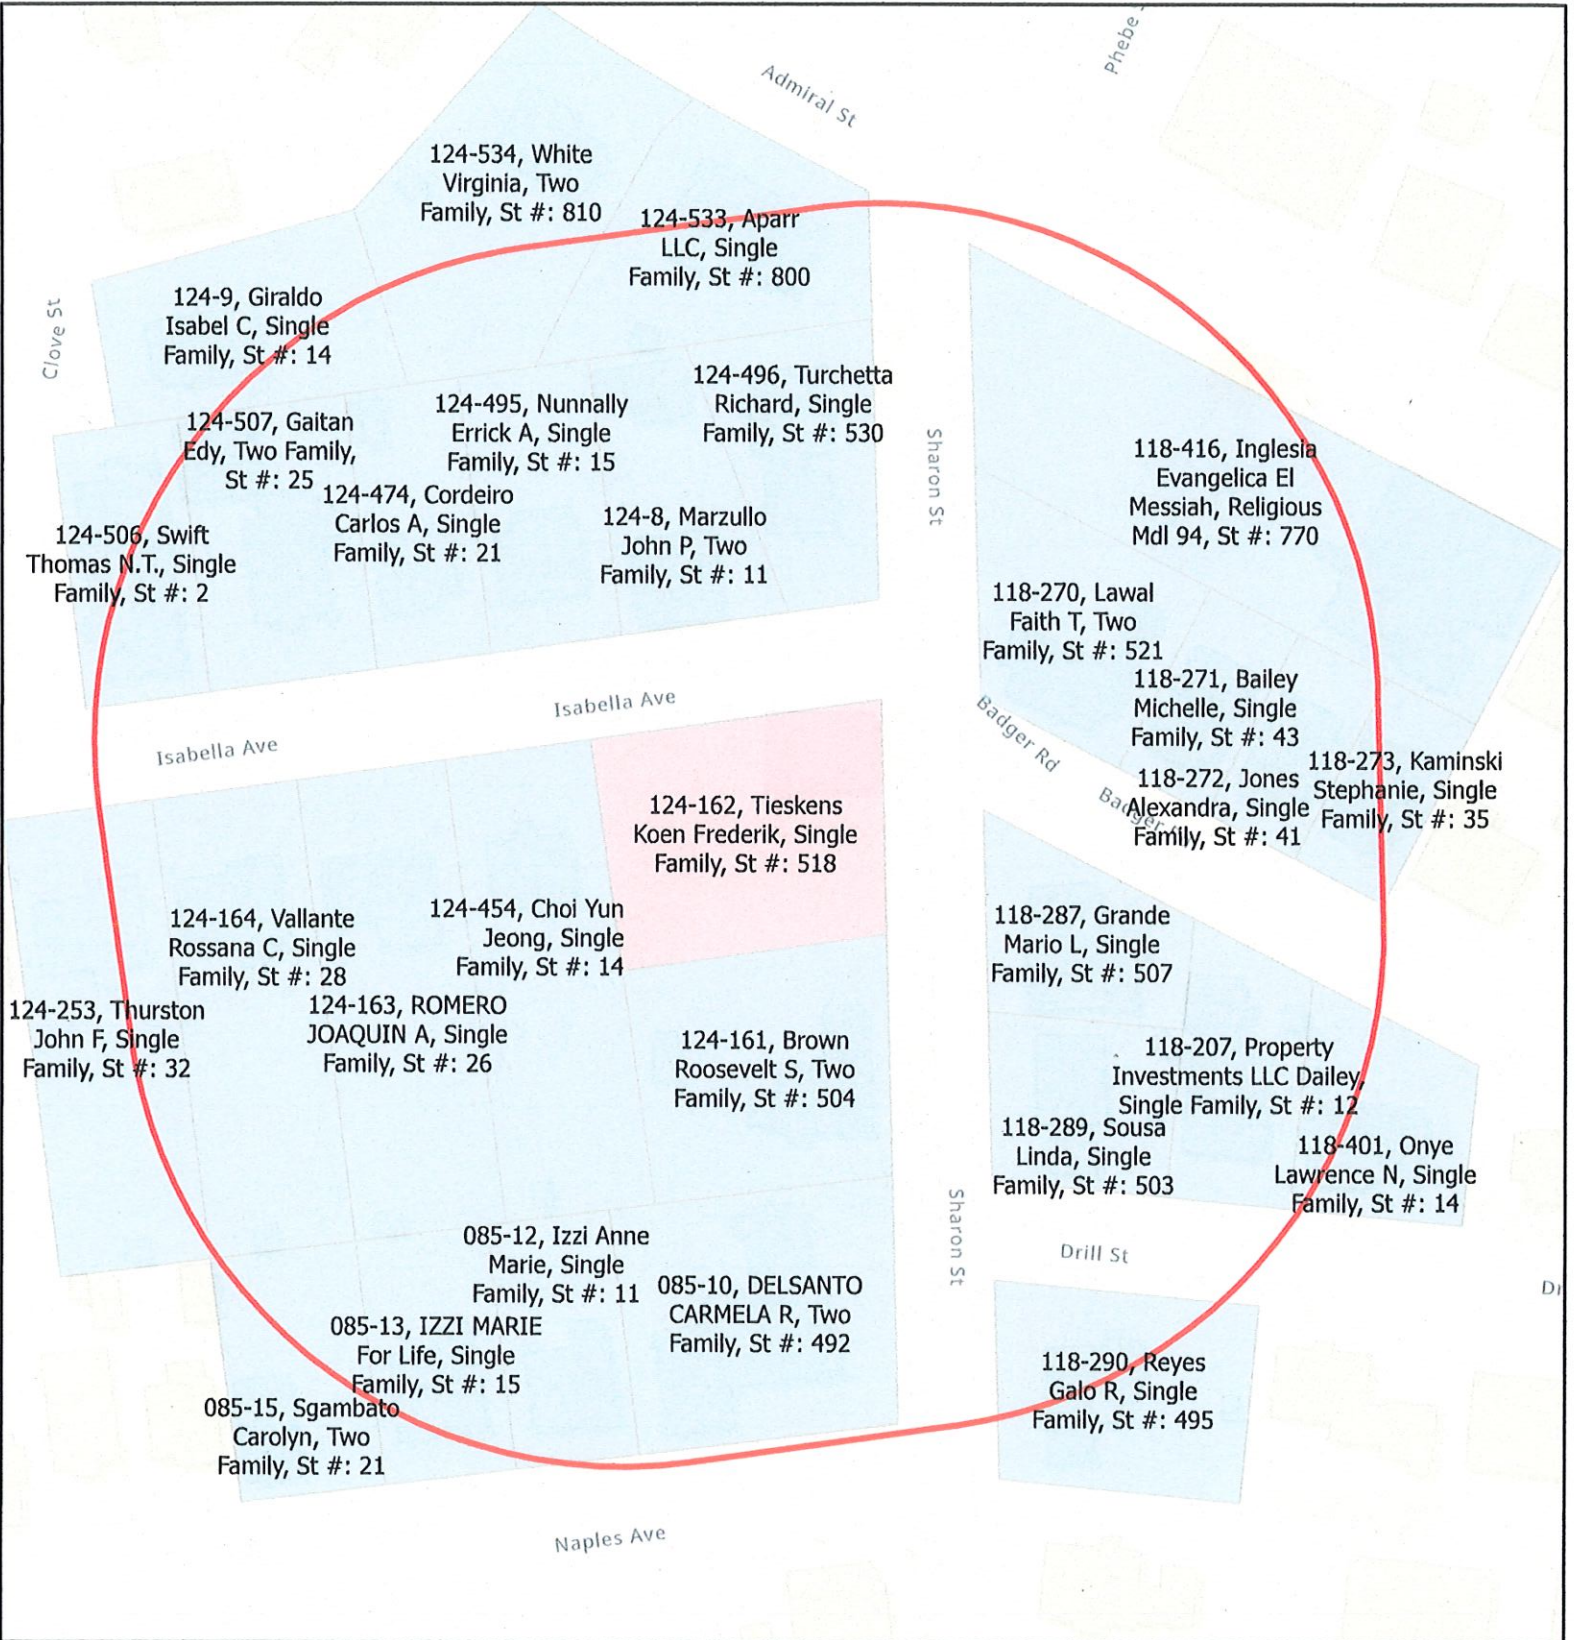 Admiral St
Phebe
124-534, White
Virginia, Two
Family, St #: 810
124-533, Aparr
LLC, Single
Family, St #: 800
Clove St
124-9, Giraldo
Isabel C, Single
Family, St #: 14
124-496, Turchetta
Richard, Single
Family, St #: 530
124-495, Nunnally
Errick A, Single
Family, St #: 15
124-507, Gaitan
Edy, Two Family,
St #: 25
124-474, Cordeiro
Carlos A, Single
Family, St #: 21
124-8, Marzullo
John P, Two
Family, St #: 11
124-506, Swift
Thomas N.T., Single
Family, St #: 2
Sharon St
118-416, Inglesia
Evangelica El
Messiah, Religious
Mdl 94, St #: 770
118-270, Lawal
Faith T, Two
Family, St #: 521
118-271, Bailey
Michelle, Single
Family, St #: 43
118-272, Jones
Alexandra, Single
Family, St #: 41
118-273, Kaminski
Stephanie, Single
Family, St #: 35
Badger Rd
Badger
Isabella Ave
Isabella Ave
124-162, Tieskens
Koen Frederik, Single
Family, St #: 518
124-164, Vallante
Rossana C, Single
Family, St #: 28
124-454, Choi Yun
Jeong, Single
Family, St #: 14
124-253, Thurston
John F, Single
Family, St #: 32
124-163, ROMERO
JOAQUIN A, Single
Family, St #: 26
124-161, Brown
Roosevelt S, Two
Family, St #: 504
118-287, Grande
Mario L, Single
Family, St #: 507
118-207, Property
Investments LLC Dailey,
Single Family, St #: 12
118-289, Sousa
Linda, Single
Family, St #: 503
118-401, Onye
Lawrence N, Single
Family, St #: 14
Sharon St
Drill St
Dr
085-12, Izzi Anne
Marie, Single
Family, St #: 11
085-10, DELSANTO
CARMELA R, Two
Family, St #: 492
085-13, IZZI MARIE
For Life, Single
Family, St #: 15
085-15, Sgambato
Carolyn, Two
Family, St #: 21
118-290, Reyes
Galo R, Single
Family, St #: 495
Naples Ave